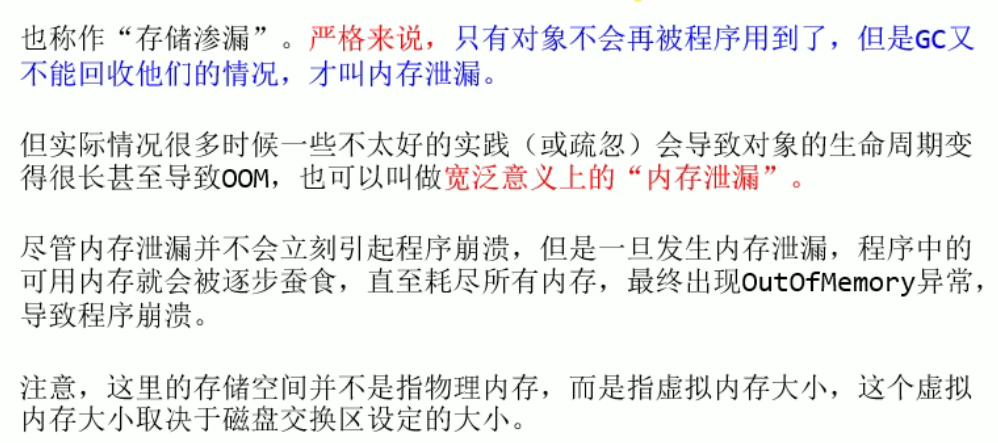 也称作“存储渗漏”。严格来说，只有对象不会再被程序用到了，但是GC又
不能回收他们的情况，才叫内存泄漏。
但实际情况很多时候一些不太好的实践（或疏忽）会导致对象的生命周期变
得很长甚至导致OOM，也可以叫做宽泛意义上的“内存泄漏”。
尽管内存泄漏并不会立刻引起程序崩溃，但是一旦发生内存泄漏，程序中的
可用内存就会被逐步蚕食，直至耗尽所有内存，最终出现OutOfMemory异常，
导致程序崩溃。
注意，这里的存储空间并不是指物理内存，而是指虚拟内存大小，这个虚拟
内存大小取决于磁盘交换区设定的大小。